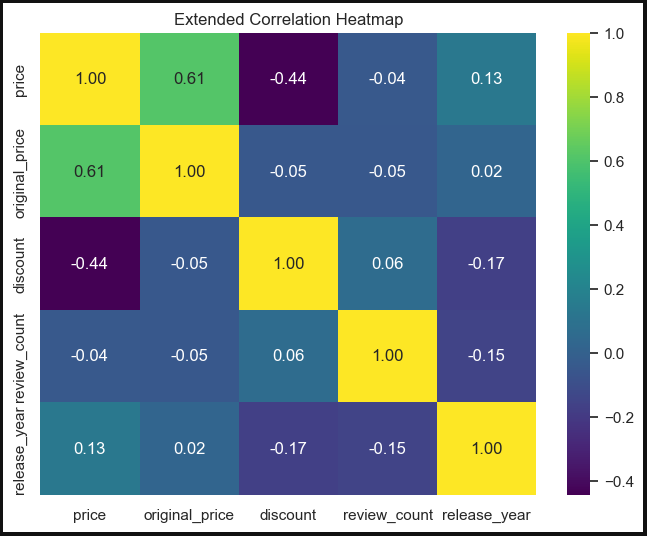 Extended Correlation Heatmap
price 1.00 0.61 -0.44 -0.04 0.13
original_price 0.61 1.00 -0.05 -0.05 0.02
discount -0.44 -0.05 1.00 0.06 -0.17
review_count -0.04 -0.05 0.06 1.00 -0.15
release_year 0.13 0.02 -0.17 -0.15 1.00
price original_price discount review_count release_year
1.0
0.8
0.6
0.4
0.2
0.0
-0.2
-0.4